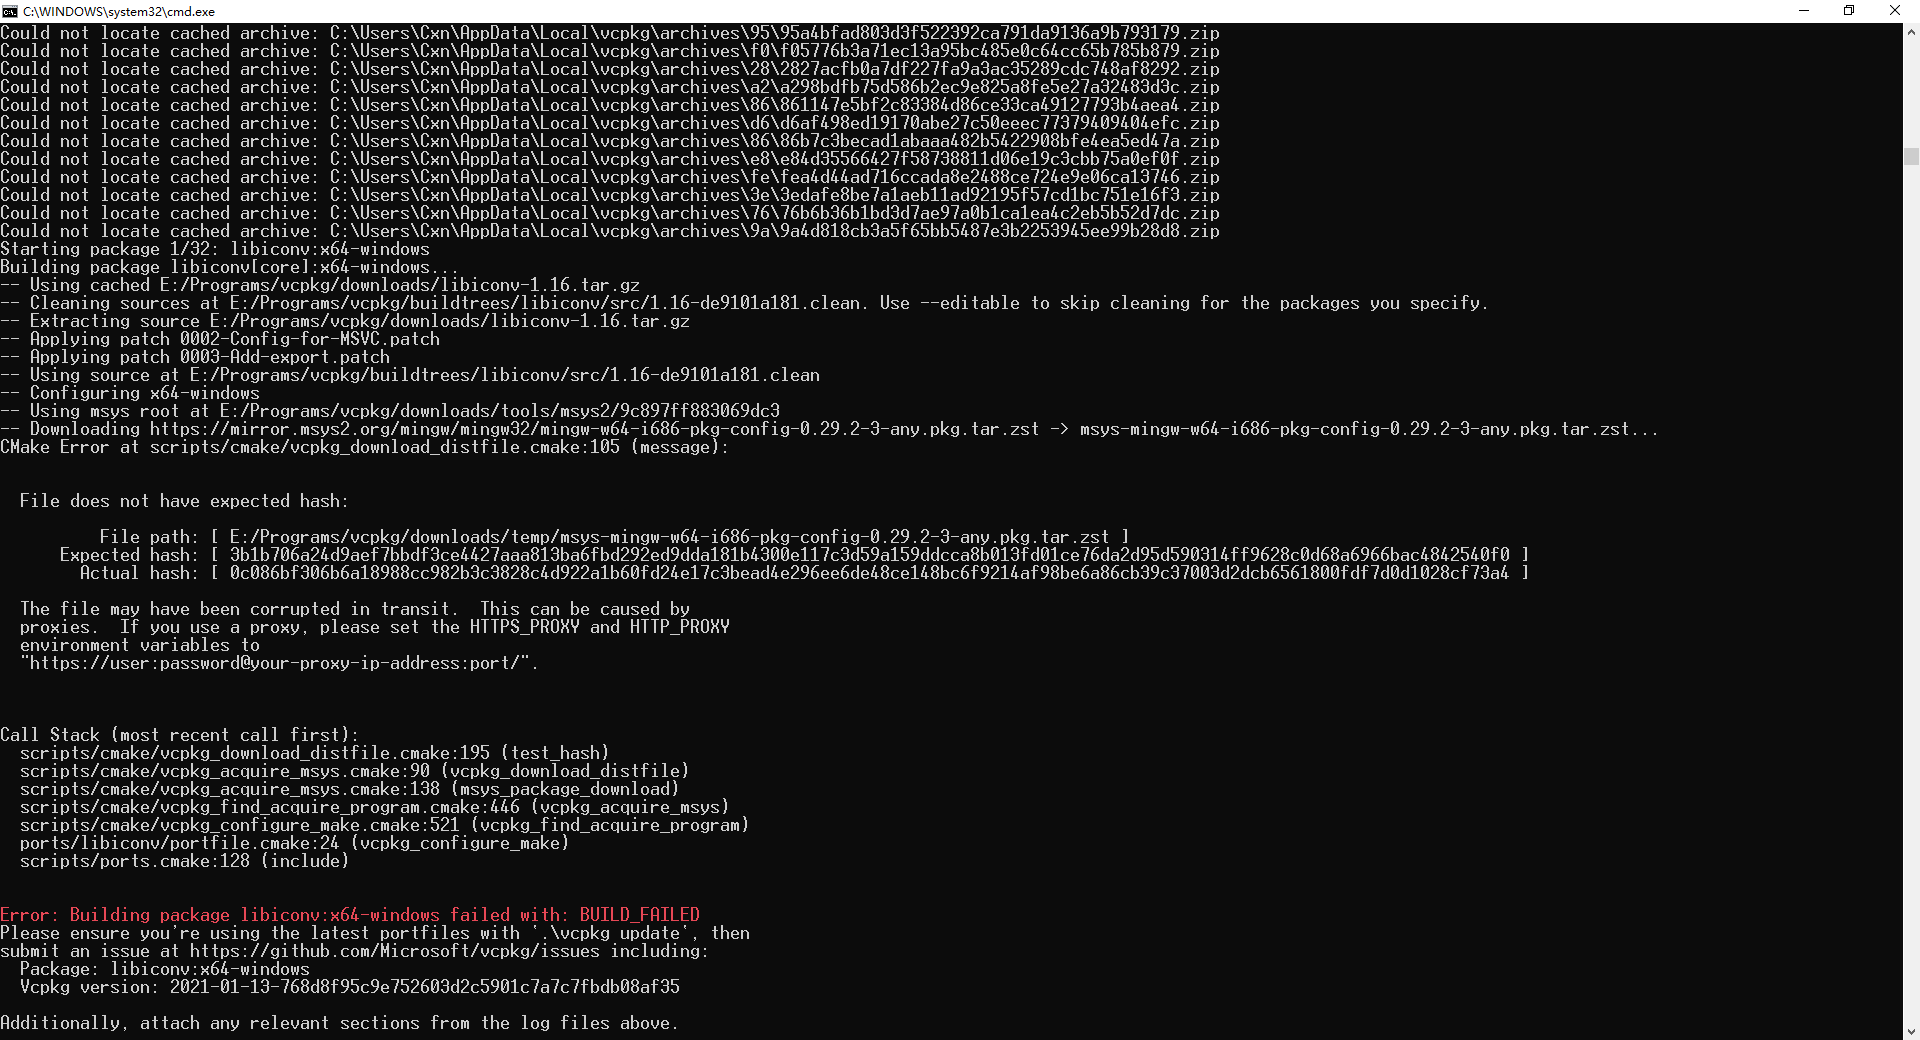 C:\WINDOWS\system32\cmd.exe
Could not locate cached archive: C:\Users\Cxn\AppData\Local\vcpkg\archives\95\95a4bfad803d3f522392ca791da9136a9b793179.zip
Could not locate cached archive: C:\Users\Cxn\AppData\Local\vcpkg\archives\f0\f05776b3a71ec13a95bc485e0c64cc65b785b879.zip
Could not locate cached archive: C:\Users\Cxn\AppData\Local\vcpkg\archives\28\2827acfb0a7df227fa9a3ac35289cdc748af8292.zip
Could not locate cached archive: C:\Users\Cxn\AppData\Local\vcpkg\archives\a2\a298bdfb75d586b2ec9e825a8fe5e27a32483d3c.zip
Could not locate cached archive: C:\Users\Cxn\AppData\Local\vcpkg\archives\86\861147e5bf2c83384d86ce33ca49127793b4aea4.zip
Could not locate cached archive: C:\Users\Cxn\AppData\Local\vcpkg\archives\d6\d6af498ed19170abe27c50eeec77379409404efc.zip
Could not locate cached archive: C:\Users\Cxn\AppData\Local\vcpkg\archives\86\86b7c3becad1abaaa482b5422908bfe4ea5ed47a.zip
Could not locate cached archive: C:\Users\Cxn\AppData\Local\vcpkg\archives\e8\e84d35566427f58738811d06e19c3cbb75a0ef0f.zip
Could not locate cached archive: C:\Users\Cxn\AppData\Local\vcpkg\archives\fe\fea4d44ad716ccada8e2488ce724e9e06ca13746.zip
Could not locate cached archive: C:\Users\Cxn\AppData\Local\vcpkg\archives\3e\3edafe8be7a1aeb11ad92195f57cd1bc751e16f3.zip
Could not locate cached archive: C:\Users\Cxn\AppData\Local\vcpkg\archives\76\76b6b36b1bd3d7ae97a0b1ca1ea4c2eb5b52d7dc.zip
Could not locate cached archive: C:\Users\Cxn\AppData\Local\vcpkg\archives\9a\9a4d818cb3a5f65bb5487e3b2253945ee99b28d8.zip
Starting package 1/32: libiconv:x64-windows
Building package libiconv[core]:x64-windows...
-- Using cached E:/Programs/vcpkg/downloads/libiconv-1.16.tar.gz
-- Cleaning sources at E:/Programs/vcpkg/buildtrees/libiconv/src/1.16-de9101a181.clean. Use --editable to skip cleaning for the packages you specify.
-- Extracting source E:/Programs/vcpkg/downloads/libiconv-1.16.tar.gz
-- Applying patch 0002-Config-for-MSVC.patch
-- Applying patch 0003-Add-export.patch
-- Using source at E:/Programs/vcpkg/buildtrees/libiconv/src/1.16-de9101a181.clean
-- Configuring x64-windows
-- Using msys root at E:/Programs/vcpkg/downloads/tools/msys2/9c897ff883069dc3
-- Downloading https://mirror.msys2.org/mingw/mingw32/mingw-w64-i686-pkg-config-0.29.2-3-any.pkg.tar.zst -> msys-mingw-w64-i686-pkg-config-0.29.2-3-any.pkg.tar.zst...
CMake Error at scripts/cmake/vcpkg_download_distfile.cmake:105 (message):
File does not have expected hash:
File path: [ E:/Programs/vcpkg/downloads/temp/msys-mingw-w64-i686-pkg-config-0.29.2-3-any.pkg.tar.zst ]
Expected hash: [ 3b1b706a24d9aef7bbdf3ce4427aaa813ba6fbd292ed9dda181b4300e117c3d59a159ddcca8b013fd01ce76da2d95d590314ff9628c0d68a6966bac4842540f0 ]
Actual hash: [ 0c086bf306b6a18988cc982b3c3828c4d922a1b60fd24e17c3bead4e296ee6de48ce148bc6f9214af98be6a86cb39c37003d2dcb6561800fdf7d0d1028cf73a4 ]
The file may have been corrupted in transit.  This can be caused by
proxies.  If you use a proxy, please set the HTTPS_PROXY and HTTP_PROXY
environment variables to
"https://user:password@your-proxy-ip-address:port/".
Call Stack (most recent call first):
scripts/cmake/vcpkg_download_distfile.cmake:195 (test_hash)
scripts/cmake/vcpkg_acquire_msys.cmake:90 (vcpkg_download_distfile)
scripts/cmake/vcpkg_acquire_msys.cmake:138 (msys_package_download)
scripts/cmake/vcpkg_find_acquire_program.cmake:446 (vcpkg_acquire_msys)
scripts/cmake/vcpkg_configure_make.cmake:521 (vcpkg_find_acquire_program)
ports/libiconv/portfile.cmake:24 (vcpkg_configure_make)
scripts/ports.cmake:128 (include)
Error: Building package libiconv:x64-windows failed with: BUILD_FAILED
Please ensure you're using the latest portfiles with `.\vcpkg update`, then
submit an issue at https://github.com/Microsoft/vcpkg/issues including:
Package: libiconv:x64-windows
Vcpkg version: 2021-01-13-768d8f95c9e752603d2c5901c7a7c7fbdb08af35
Additionally, attach any relevant sections from the log files above.